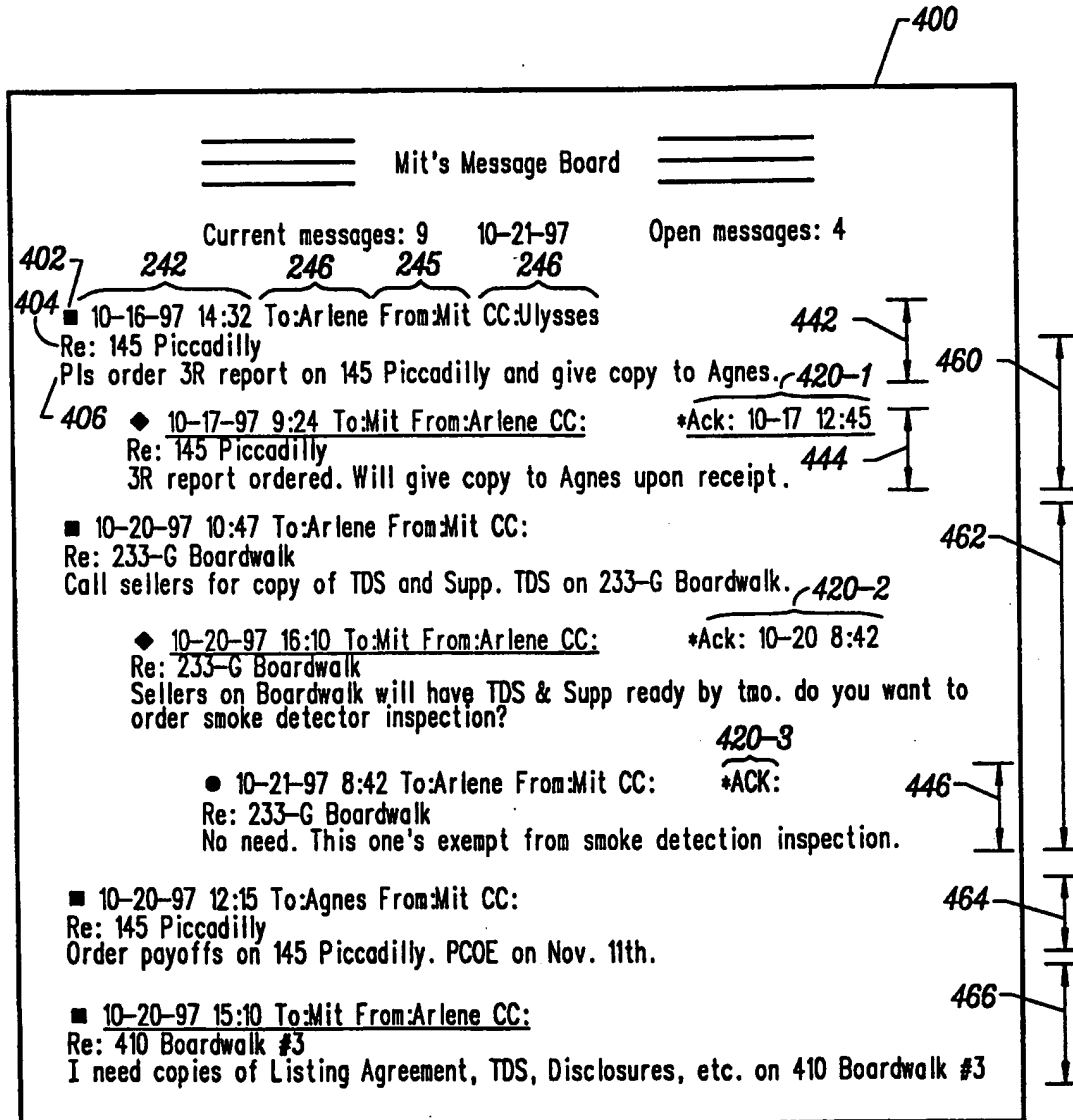 400
Mit's Message Board
Current messages: 9 10-21-97 Open messages: 4
402 242 246 245 246
404 ■ 10-16-97 14:32 To:Arlene From:Mit CC:Ulysses 442
Re: 145 Piccadilly 460
Pls order 3R report on 145 Piccadilly and give copy to Agnes. 420-1
406 ◆ 10-17-97 9:24 To:Mit From:Arlene CC: *Ack: 10-17 12:45
Re: 145 Piccadilly 444
3R report ordered. Will give copy to Agnes upon receipt.
■ 10-20-97 10:47 To:Arlene From:Mit CC: 462
Re: 233-G Boardwalk
Call sellers for copy of TDS and Supp. TDS on 233-G Boardwalk. 420-2
◆ 10-20-97 16:10 To:Mit From:Arlene CC: *Ack: 10-20 8:42
Re: 233-G Boardwalk
Sellers on Boardwalk will have TDS & Supp ready by tmo. do you want to
order smoke detector inspection?
420-3
● 10-21-97 8:42 To:Arlene From:Mit CC: *ACK: 446
Re: 233-G Boardwalk
No need. This one's exempt from smoke detection inspection.
■ 10-20-97 12:15 To:Agnes From:Mit CC: 464
Re: 145 Piccadilly
Order payoffs on 145 Piccadilly. PCOE on Nov. 11th.
466
■ 10-20-97 15:10 To:Mit From:Arlene CC:
Re: 410 Boardwalk #3
I need copies of Listing Agreement, TDS, Disclosures, etc. on 410 Boardwalk #3